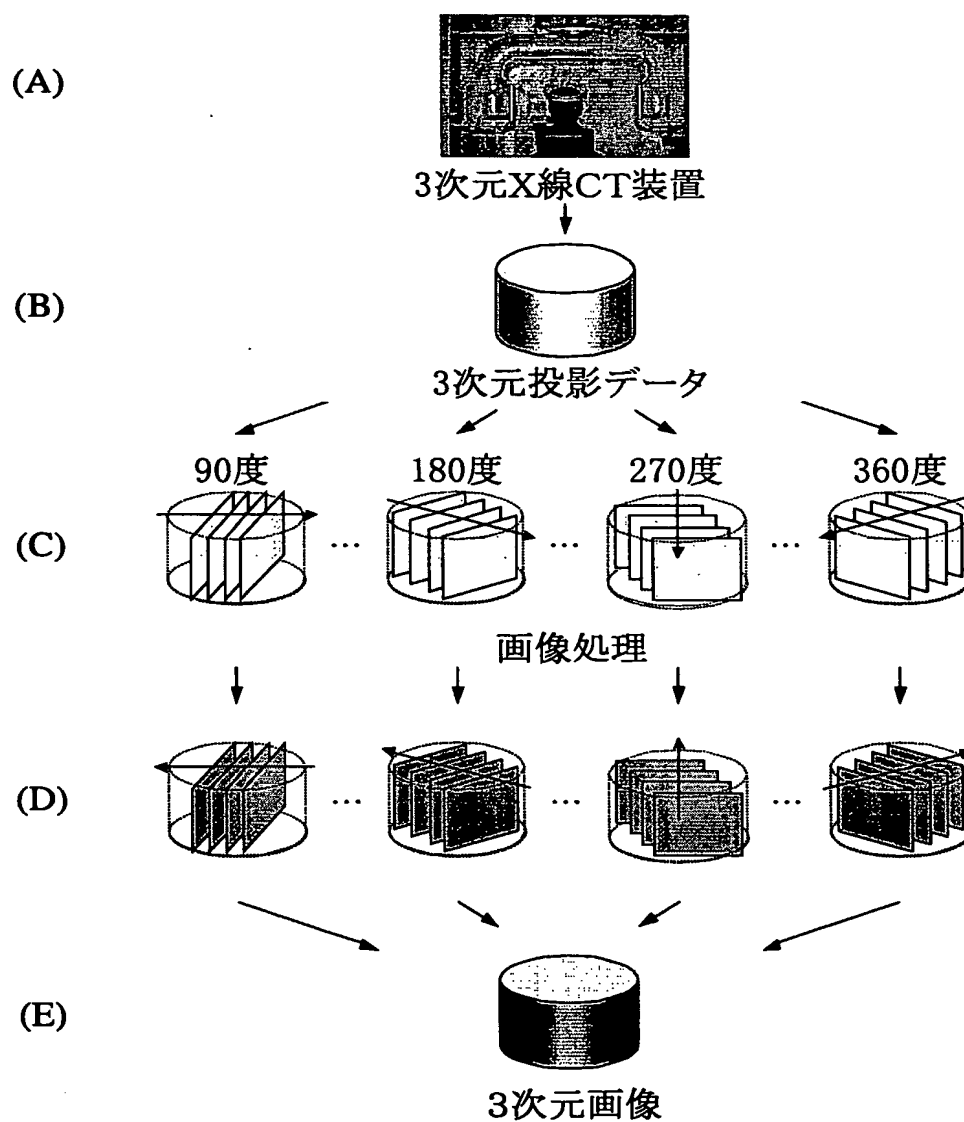 (A)
3次元X線CT装置
(B)
3次元投影データ
90度 180度 270度 360度
(C)
… … …
画像処理
(D)
… … …
(E)
3次元画像